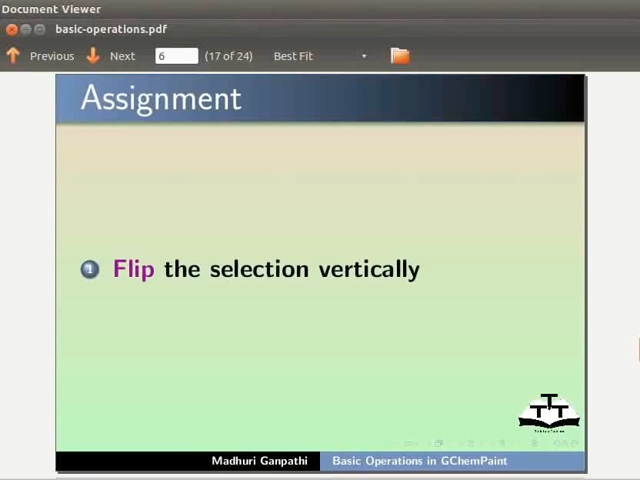 Document Viewer
basic-operations.pdf
Previous Next 6 (17 of 24) Best Fit
Assignment
1 Flip the selection vertically
Madhuri Ganpathi Basic Operations in GChemPaint